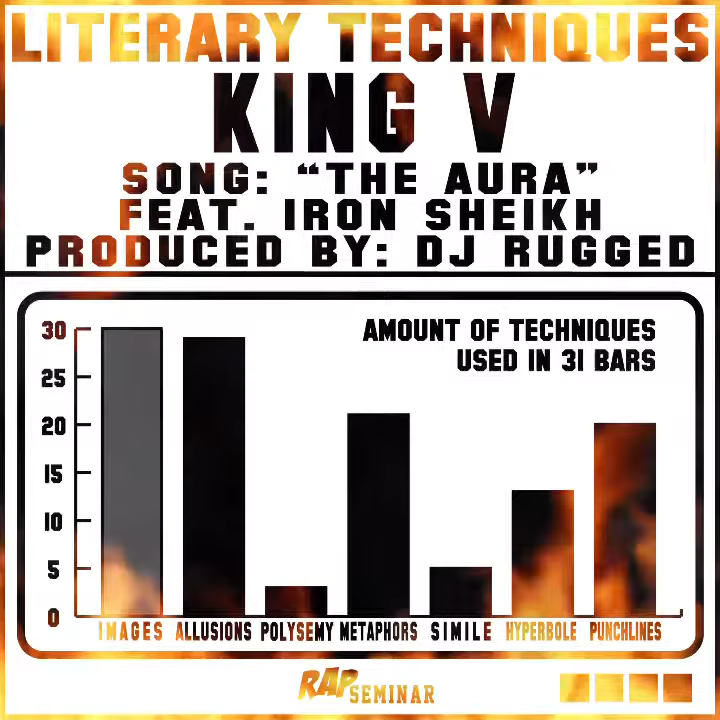 LITERARY TECHNIQUES
KING V
SONG: “THE AURA”
FEAT. IRON SHEIKH
PRODUCED BY: DJ RUGGED
AMOUNT OF TECHNIQUES
USED IN 31 BARS
30
25
20
15
10
5
0
IMAGES ALLUSIONS POLYSEMY METAPHORS SIMILE HYPERBOLE PUNCHLINES
RAP SEMINAR